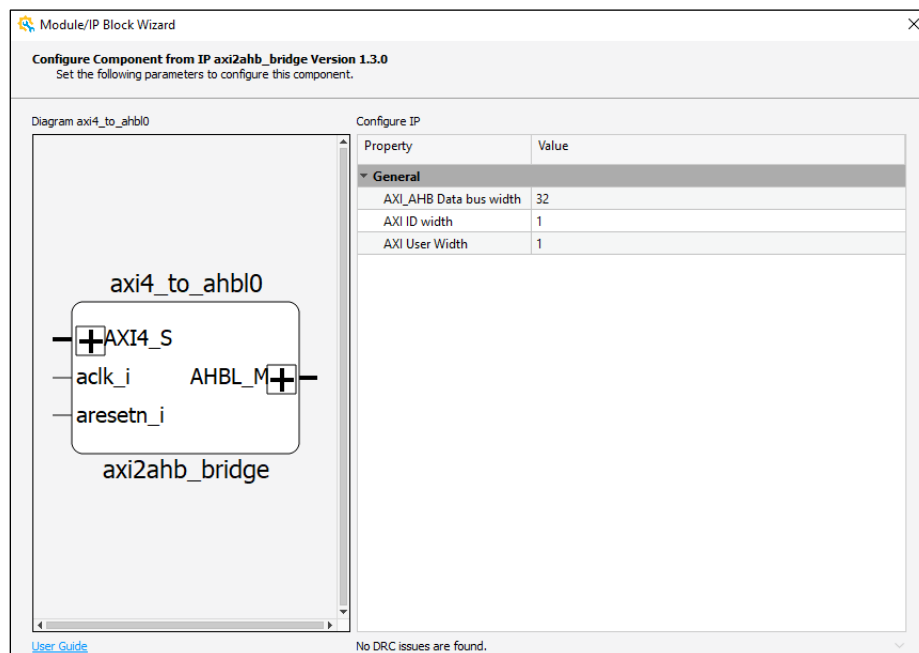 Module/IP Block Wizard
Configure Component from IP axi2ahb_bridge Version 1.3.0
Set the following parameters to configure this component.
Diagram axi4_to_ahbl0
Configure IP
Property Value
General
AXI_AHB Data bus width 32
AXI ID width 1
AXI User Width 1
axi4_to_ahbl0
AXI4_S
aclk_i AHBL_M
aresetn_i
axi2ahb_bridge
User Guide
No DRC issues are found.